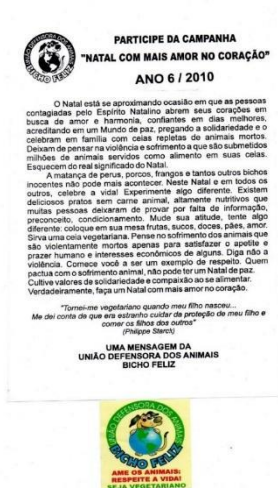 PARTICIPE DA CAMPANHA
"NATAL COM MAIS AMOR NO CORAÇÃO"
ANO 6 / 2010
O Natal está se aproximando ocasião em que as pessoas
contagiadas pelo Espírito Natalino abrem seus corações em
busca de amor e harmonia, confiantes em dias melhores,
acreditando em um Mundo de paz, pregando a solidariedade e o
celebram em família com ceias repletas de animais mortos.
Deixam de pensar na violência e sofrimento a que são submetidos
milhões de animais servidos como alimento em suas ceias.
Esquecem do real significado do Natal.
A matança de perus, porcos, frangos e tantos outros bichos
inocentes não pode mais acontecer. Neste Natal e em todos os
outros, celebre a vida! Experimente algo diferente. Existem
deliciosos pratos sem carne animal, altamente nutritivos que
muitas pessoas deixaram de provar por falta de informação,
preconceito, condicionamento. Mude sua atitude, tente algo
diferente: coloque em sua mesa frutas, sucos, doces, pães, amor.
Sirva uma ceia vegetariana. Pense no sofrimento dos animais que
são violentamente mortos apenas para satisfazer o apetite e
prazer humano e interesses econômicos de alguns. Diga não a
violência. Comece você a ser um exemplo de respeito. Quem
pactua com o sofrimento animal, não pode ter um Natal de paz.
Cultive valores de solidariedade e compaixão ao se alimentar.
Verdadeiramente, faça um Natal com mais amor no coração.
"Tornei-me vegetariano quando meu filho nasceu...
Me dei conta de que era estranho cuidar da proteção de meu filho e
comer os filhos dos outros"
(Philippe Starck)
UMA MENSAGEM DA
UNIÃO DEFENSORA DOS ANIMAIS
BICHO FELIZ
UNIÃO DEFENSORA DOS ANIMAIS
BICHO FELIZ
AME OS ANIMAIS:
RESPEITE A VIDA!
SEJA VEGETARIANO